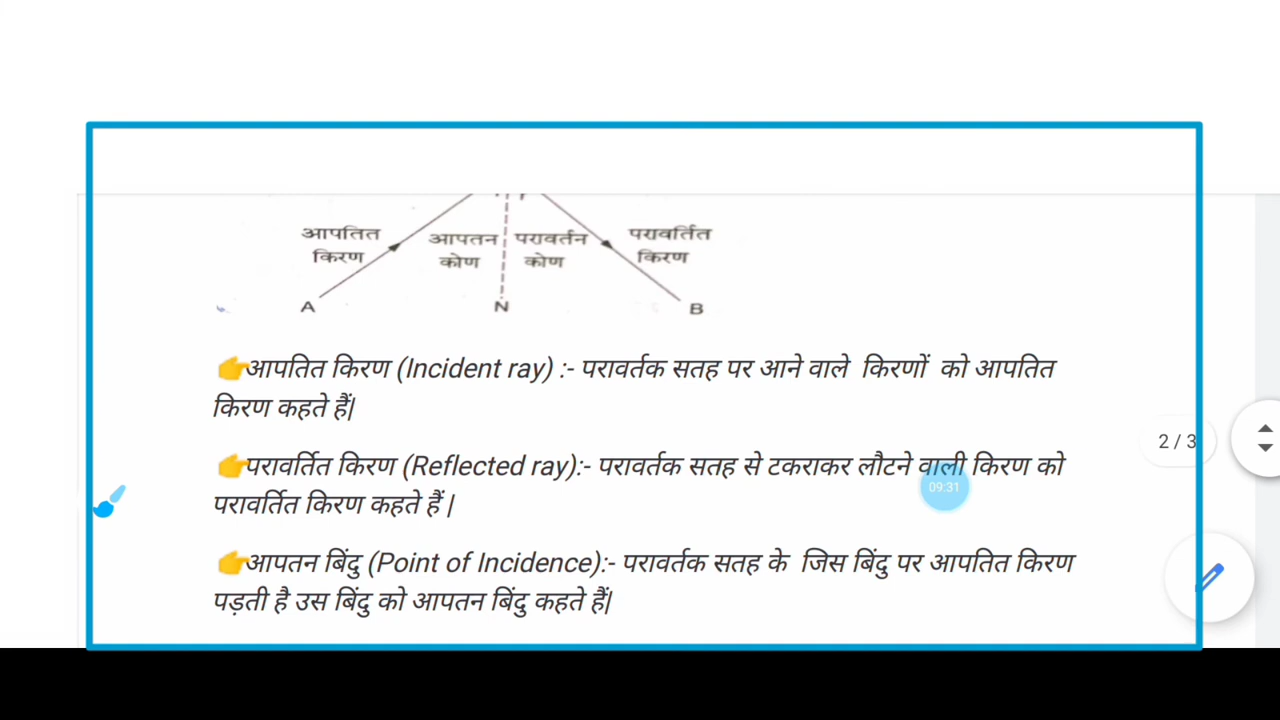 आपतित
किरण
आपतन
कोण
परावर्तन
कोण
परावर्तित
किरण
A
N
B
👉आपतित किरण (Incident ray) :- परावर्तक सतह पर आने वाले किरणों को आपतित
किरण कहते हैं|
👉परावर्तित किरण (Reflected ray):- परावर्तक सतह से टकराकर लौटने वाली किरण को
परावर्तित किरण कहते हैं |
👉आपतन बिंदु (Point of Incidence):- परावर्तक सतह के जिस बिंदु पर आपतित किरण
पड़ती है उस बिंदु को आपतन बिंदु कहते हैं|
2 / 3
09:31